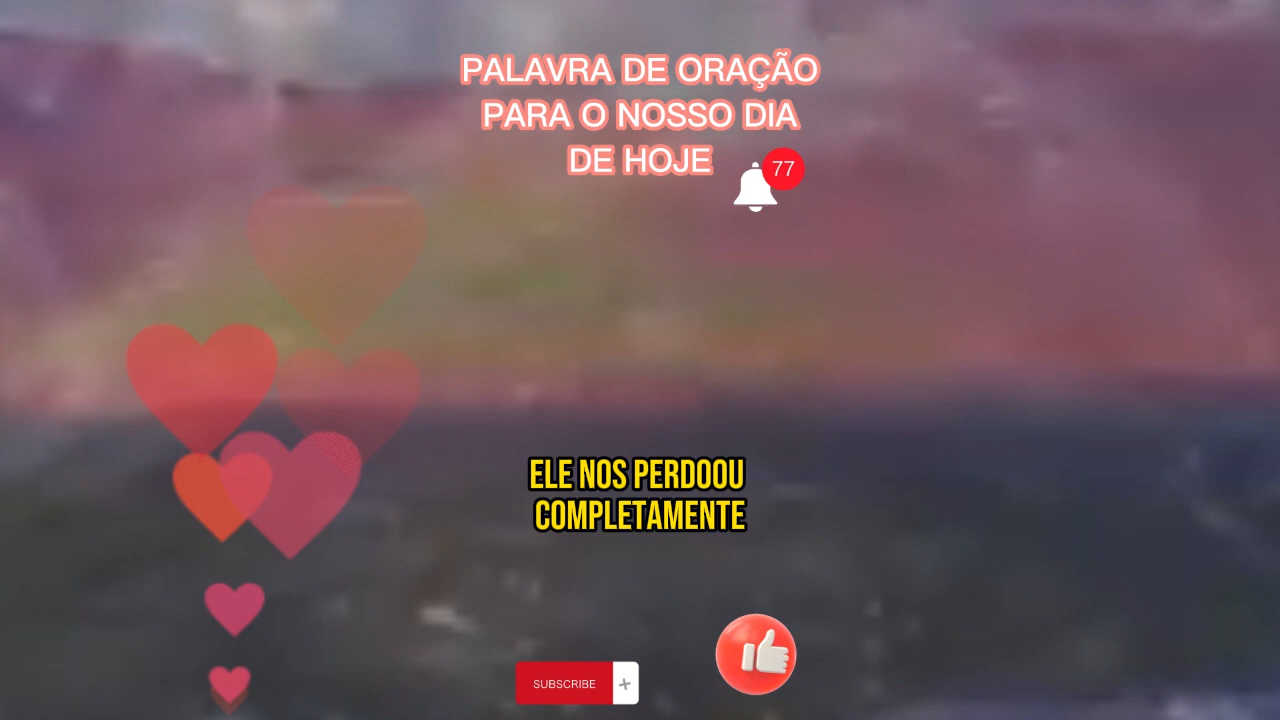 PALAVRA DE ORAÇÃO
PARA O NOSSO DIA
DE HOJE
77
ELE NOS PERDOOU
COMPLETAMENTE
SUBSCRIBE +